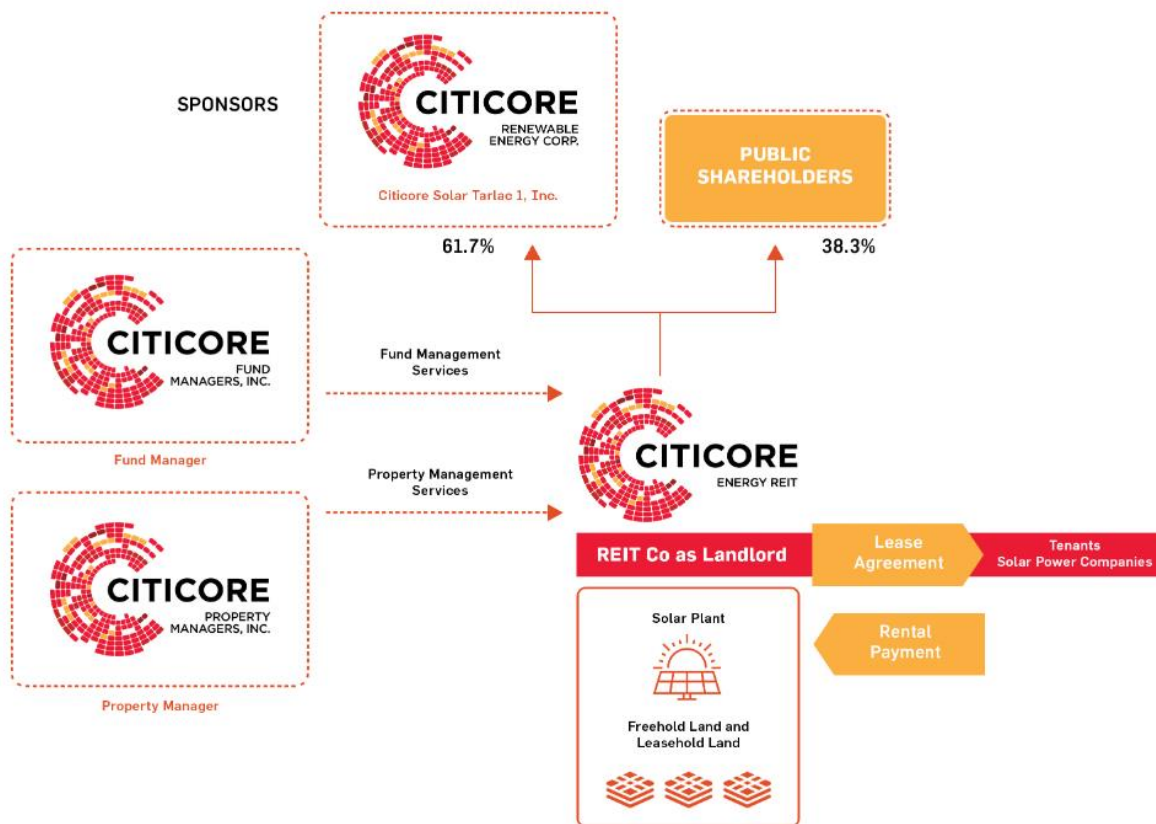 SPONSORS
CITICORE
RENEWABLE
ENERGY CORP.
Citicore Solar Tarlac 1, Inc.
61.7%
PUBLIC
SHAREHOLDERS
38.3%
CITICORE
FUND
MANAGERS, INC.
Fund Manager
Fund Management
Services
CITICORE
PROPERTY
MANAGERS, INC.
Property Manager
Property Management
Services
CITICORE
ENERGY REIT
REIT Co as Landlord
Lease
Agreement
Tenants
Solar Power Companies
Rental
Payment
Solar Plant
Freehold Land and
Leasehold Land